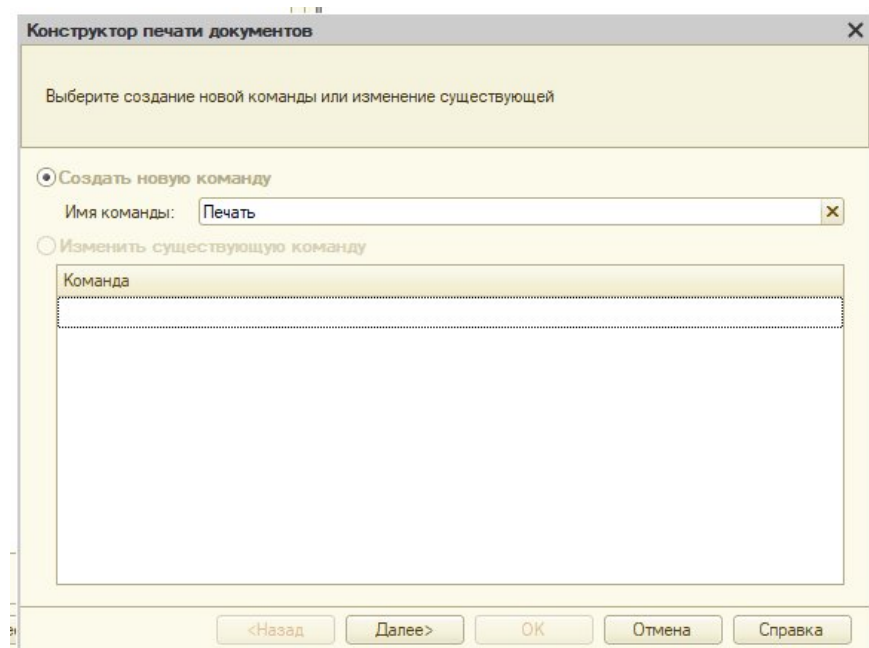 Конструктор печати документов
Выберите создание новой команды или изменение существующей
Создать новую команду
Имя команды: Печать
Изменить существующую команду
Команда
<Назад Далее> ОК Отмена Справка